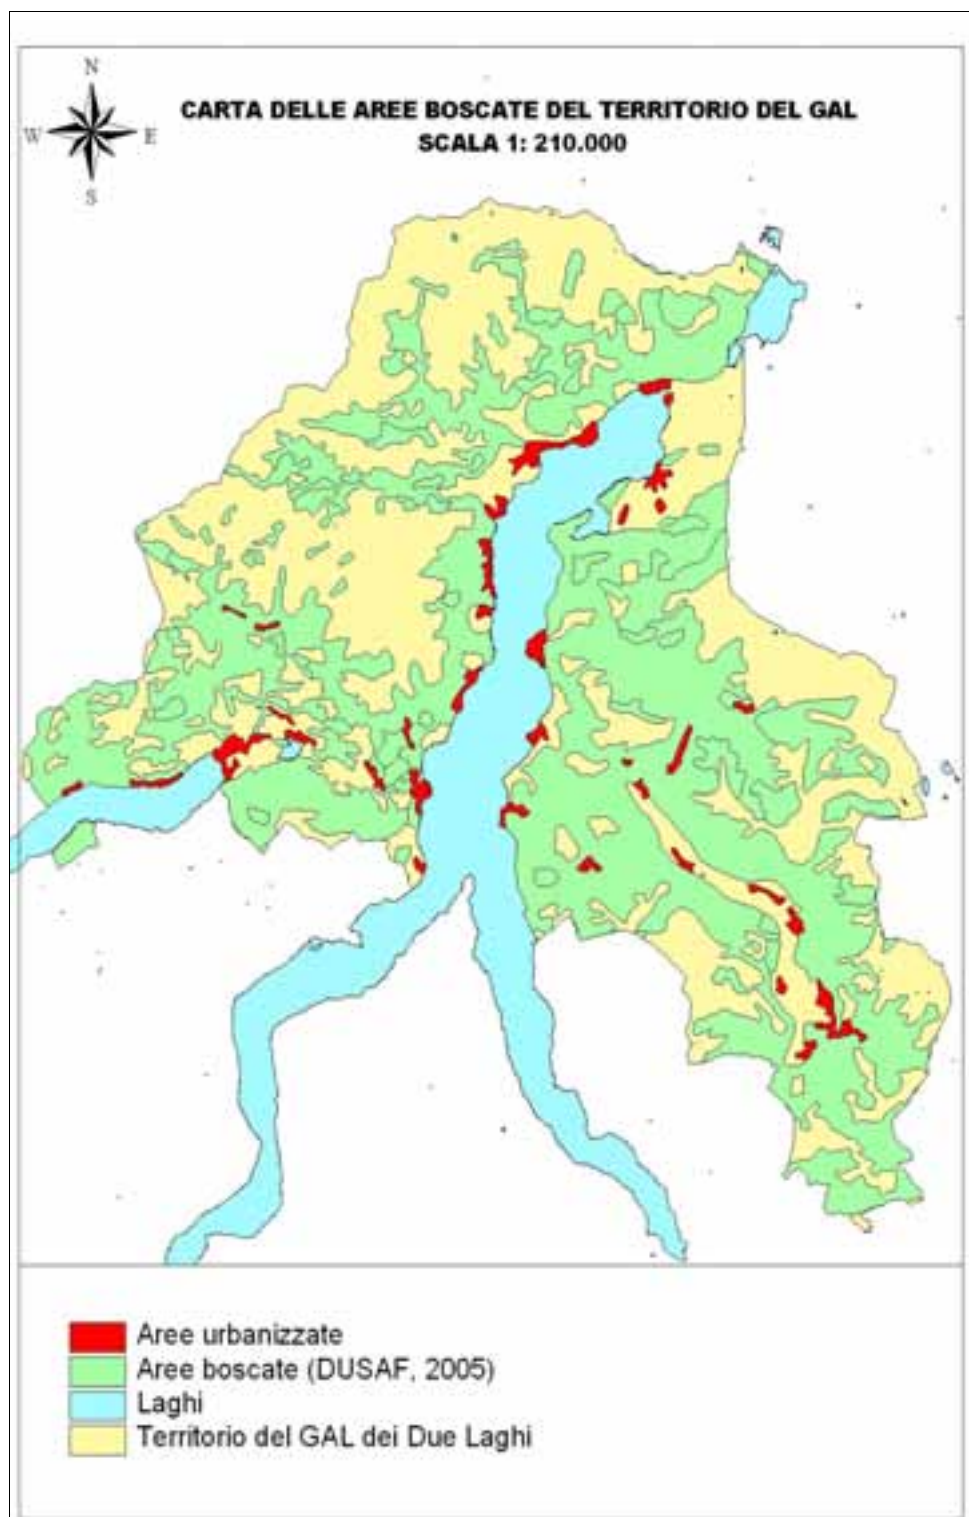 N
CARTA DELLE AREE BOSCATE DEL TERRITORIO DEL GAL
W E
SCALA 1: 210.000
S
Aree urbanizzate
Aree boscate (DUSAF, 2005)
Laghi
Territorio del GAL dei Due Laghi